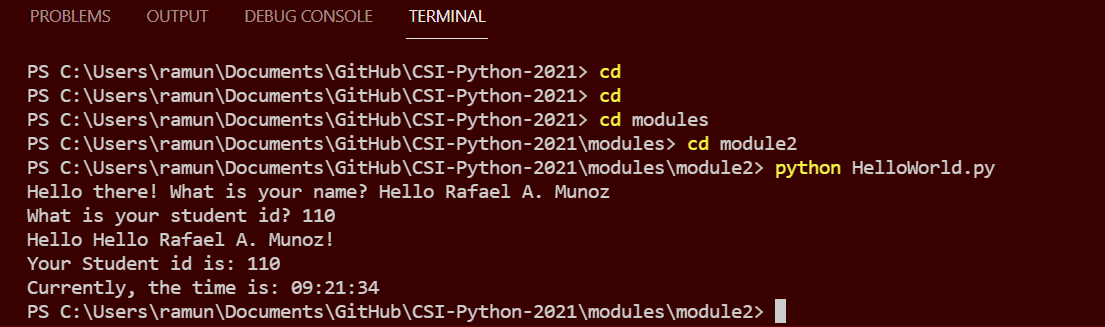 PROBLEMS OUTPUT DEBUG CONSOLE TERMINAL
PS C:\Users\ramun\Documents\GitHub\CSI-Python-2021> cd
PS C:\Users\ramun\Documents\GitHub\CSI-Python-2021> cd
PS C:\Users\ramun\Documents\GitHub\CSI-Python-2021> cd modules
PS C:\Users\ramun\Documents\GitHub\CSI-Python-2021\modules> cd module2
PS C:\Users\ramun\Documents\GitHub\CSI-Python-2021\modules\module2> python HelloWorld.py
Hello there! What is your name? Hello Rafael A. Munoz
What is your student id? 110
Hello Hello Rafael A. Munoz!
Your Student id is: 110
Currently, the time is: 09:21:34
PS C:\Users\ramun\Documents\GitHub\CSI-Python-2021\modules\module2>